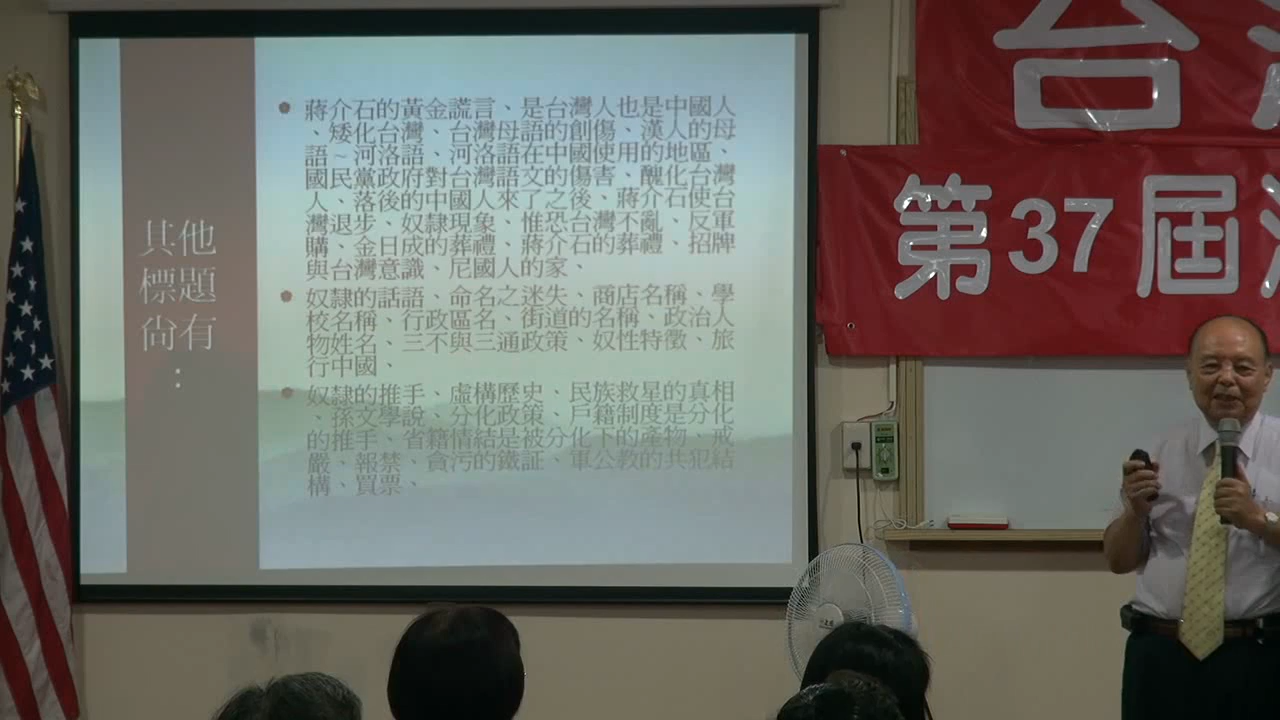 其他
標題
尚有
：
蔣介石的黃金謊言、是台灣人也是中國人
、矮化台灣、台灣母語的創傷、漢人的母
語～河洛語、河洛語在中國使用的地區、
國民黨政府對台灣語文的傷害、醜化台灣
人、落後的中國人來了之後、蔣介石使台
灣退步、奴隸現象、惟恐台灣不亂、反軍
購、金日成的葬禮、蔣介石的葬禮、招牌
與台灣意識、尼國人的家、
奴隸的話語、命名之迷失、商店名稱、學
校名稱、行政區名、街道的名稱、政治人
物姓名、三不與三通政策、奴性特徵、旅
行中國、
奴隸的推手、虛構歷史、民族救星的真相
、孫文學說、分化政策、戶籍制度是分化
的推手、省籍情結是被分化下的產物、戒
嚴、報禁、貪污的鐵証、軍公教的共犯結
構、買票、
台
第37屆